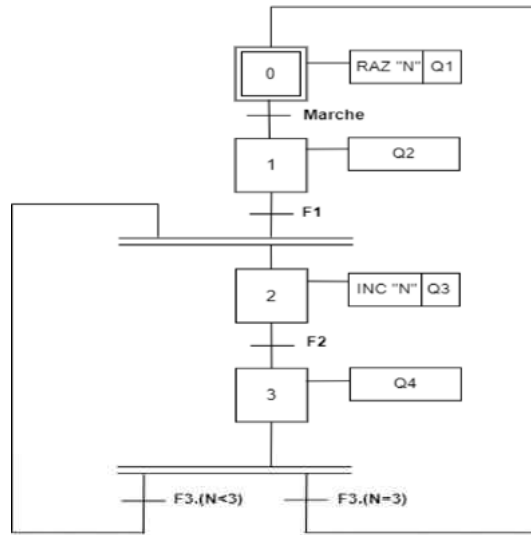 0
RAZ "N" Q1
Marche
1
Q2
F1
2
INC "N" Q3
F2
3
Q4
F3.(N<3)
F3.(N=3)